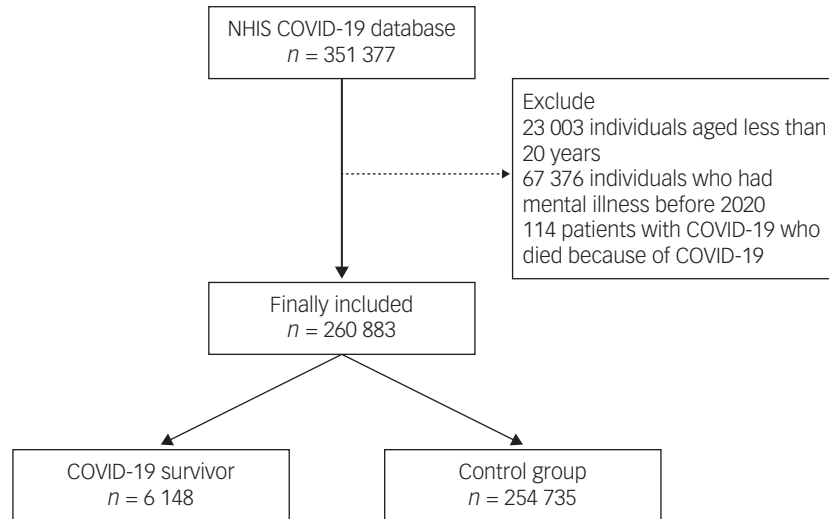 NHIS COVID-19 database
n = 351 377
Exclude
23 003 individuals aged less than
20 years
67 376 individuals who had
mental illness before 2020
114 patients with COVID-19 who
died because of COVID-19
Finally included
n = 260 883
COVID-19 survivor
n = 6 148
Control group
n = 254 735